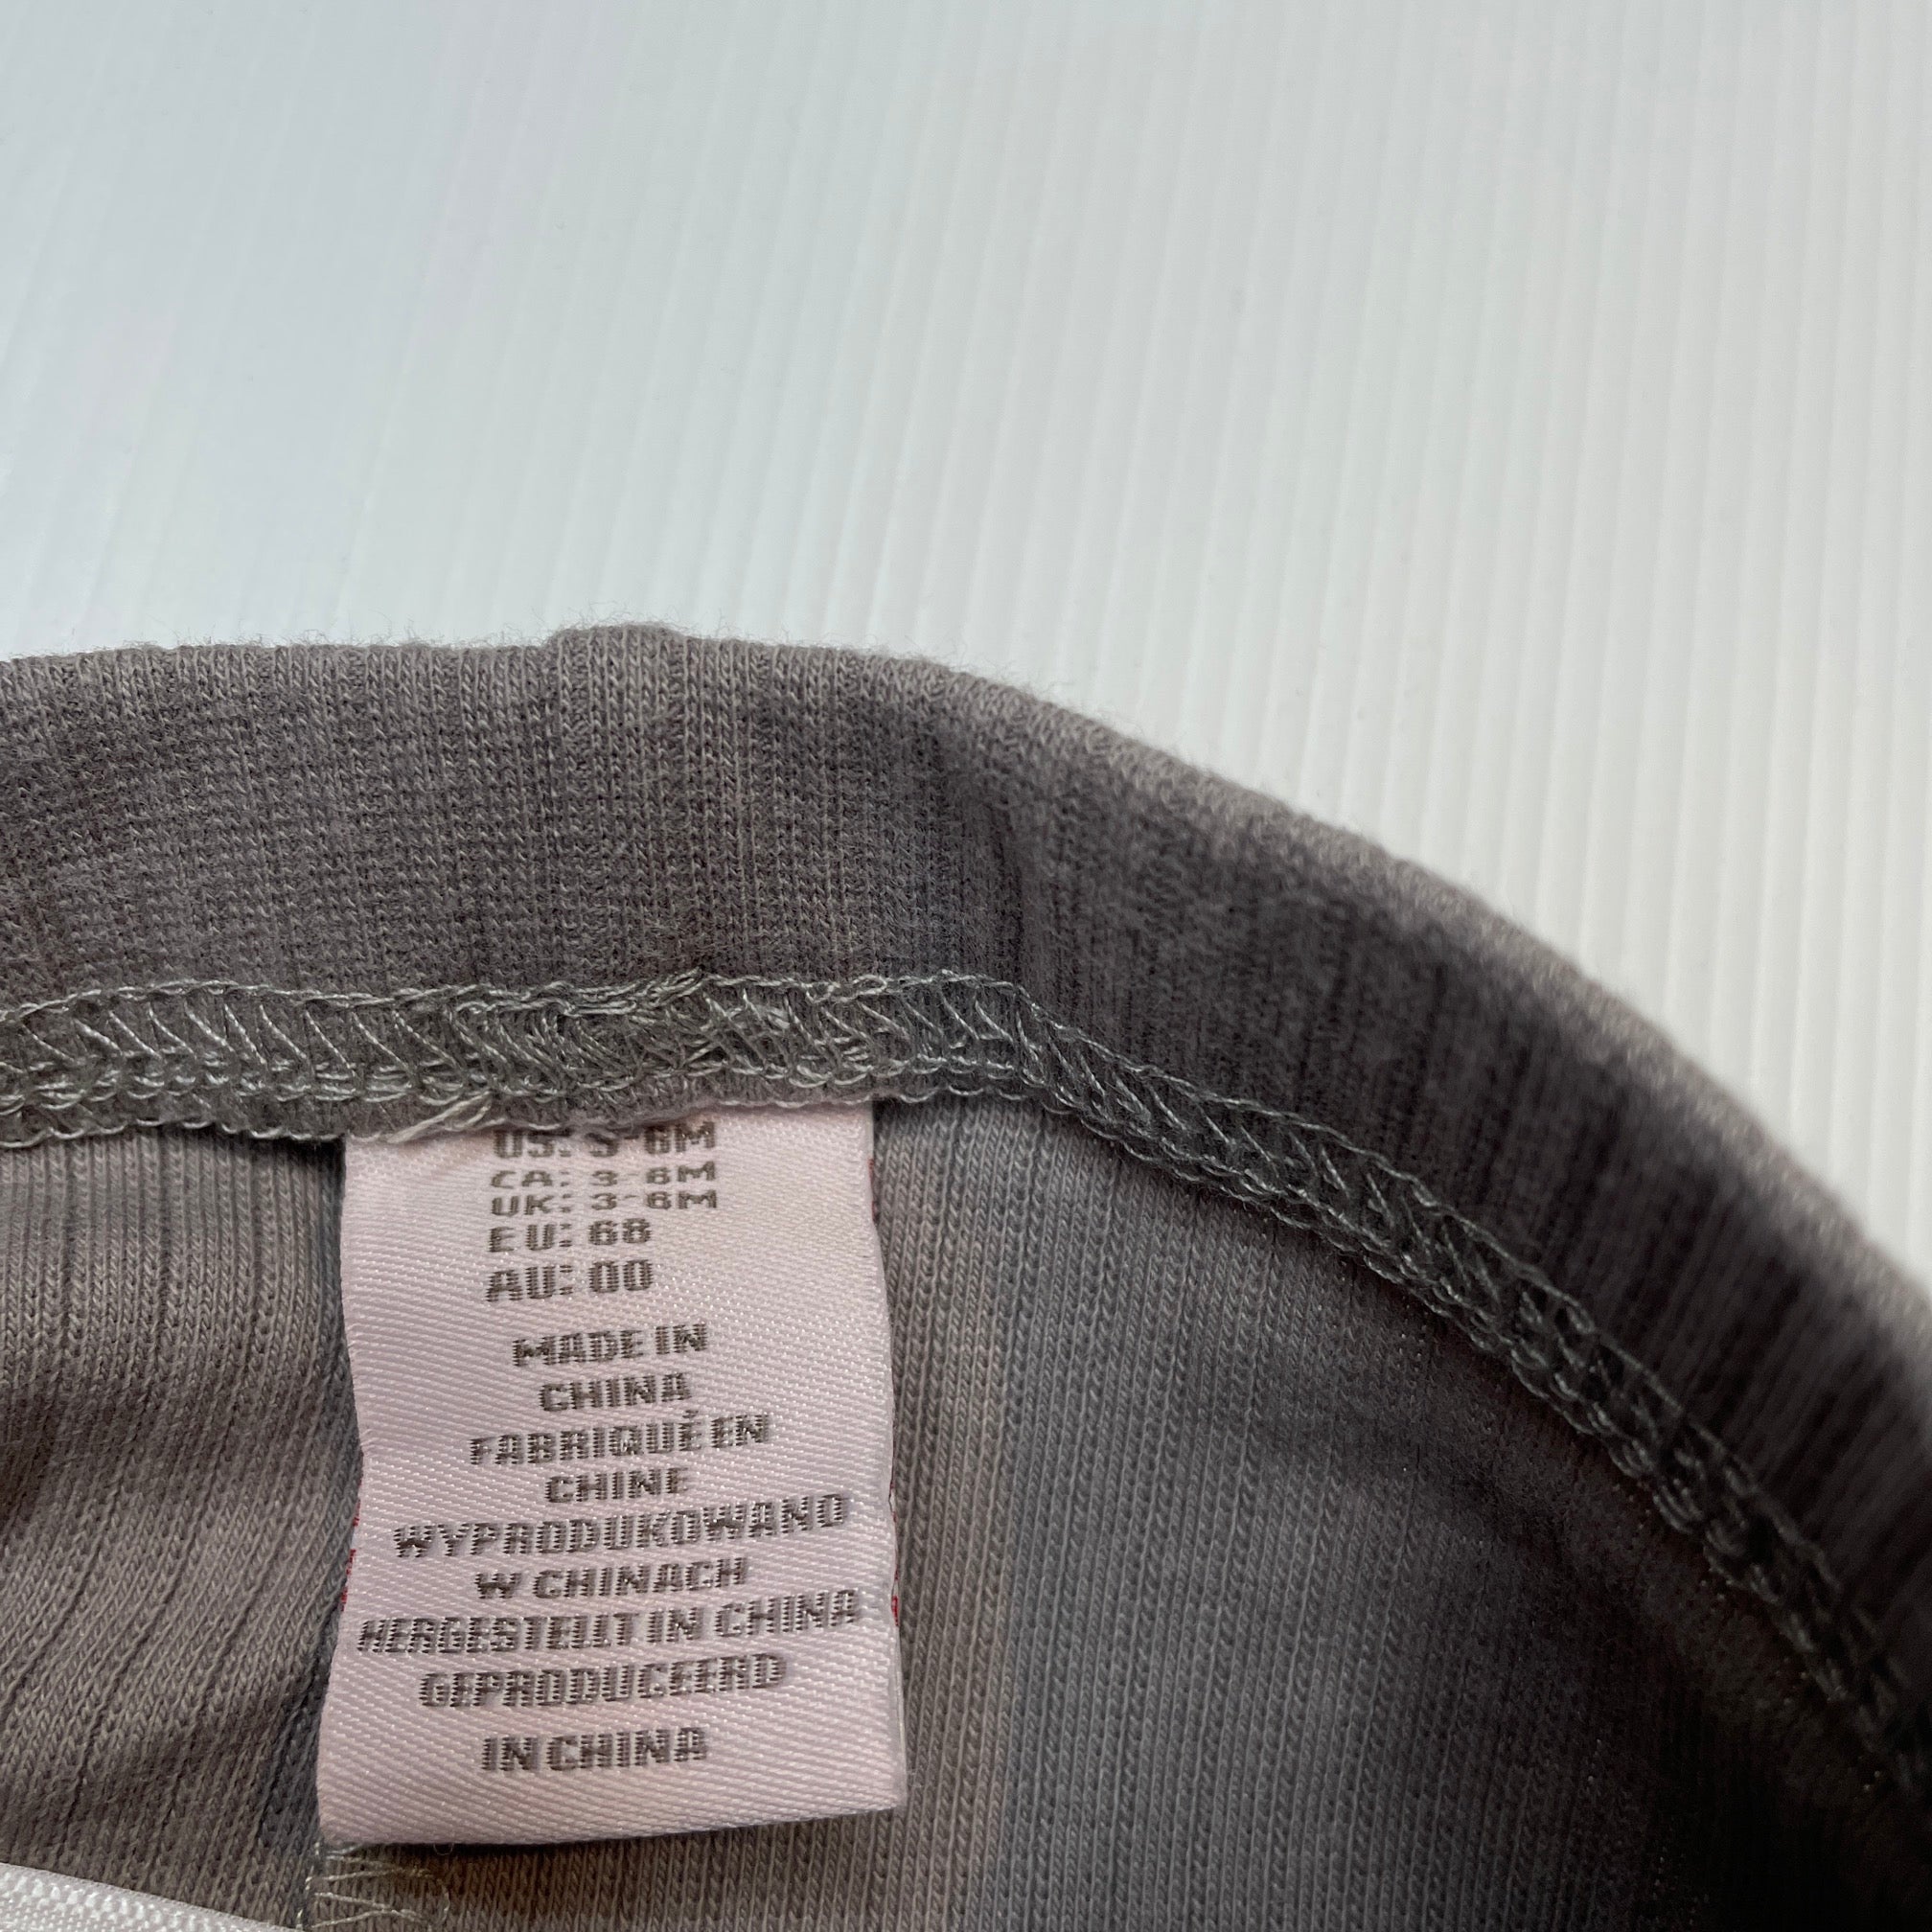 US: 3-6M
CA: 3-6M
UK: 3-6M
EU: 68
AU: 00
MADE IN
CHINA
FABRIQUÉ EN
CHINE
WYPRODUKOWANO
W CHINACH
HERGESTELLT IN CHINA
GEPRODUCEERD
IN CHINA